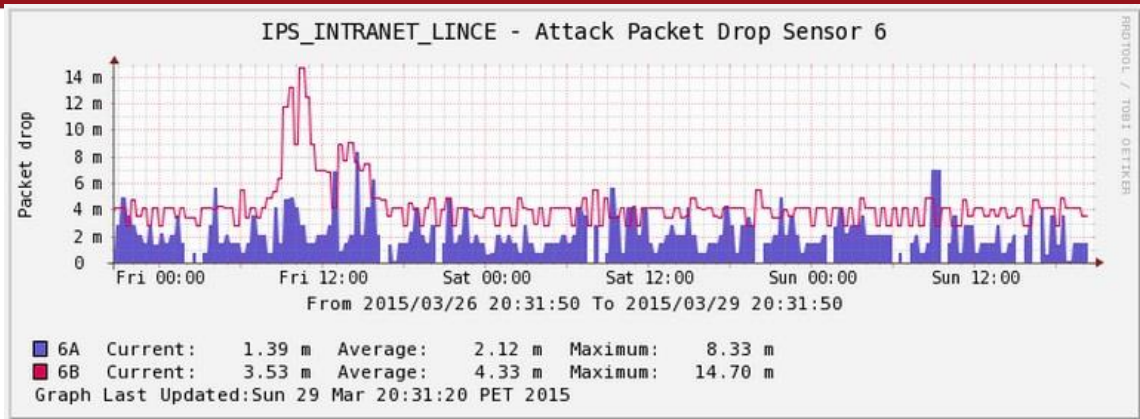 IPS_INTRANET_LINCE - Attack Packet Drop Sensor 6
RRDTOOL / TOBI OETIKER
Packet drop
14 m
12 m
10 m
8 m
6 m
4 m
2 m
0
Fri 00:00 Fri 12:00 Sat 00:00 Sat 12:00 Sun 00:00 Sun 12:00
From 2015/03/26 20:31:50 To 2015/03/29 20:31:50
6A Current: 1.39 m Average: 2.12 m Maximum: 8.33 m
6B Current: 3.53 m Average: 4.33 m Maximum: 14.70 m
Graph Last Updated:Sun 29 Mar 20:31:20 PET 2015